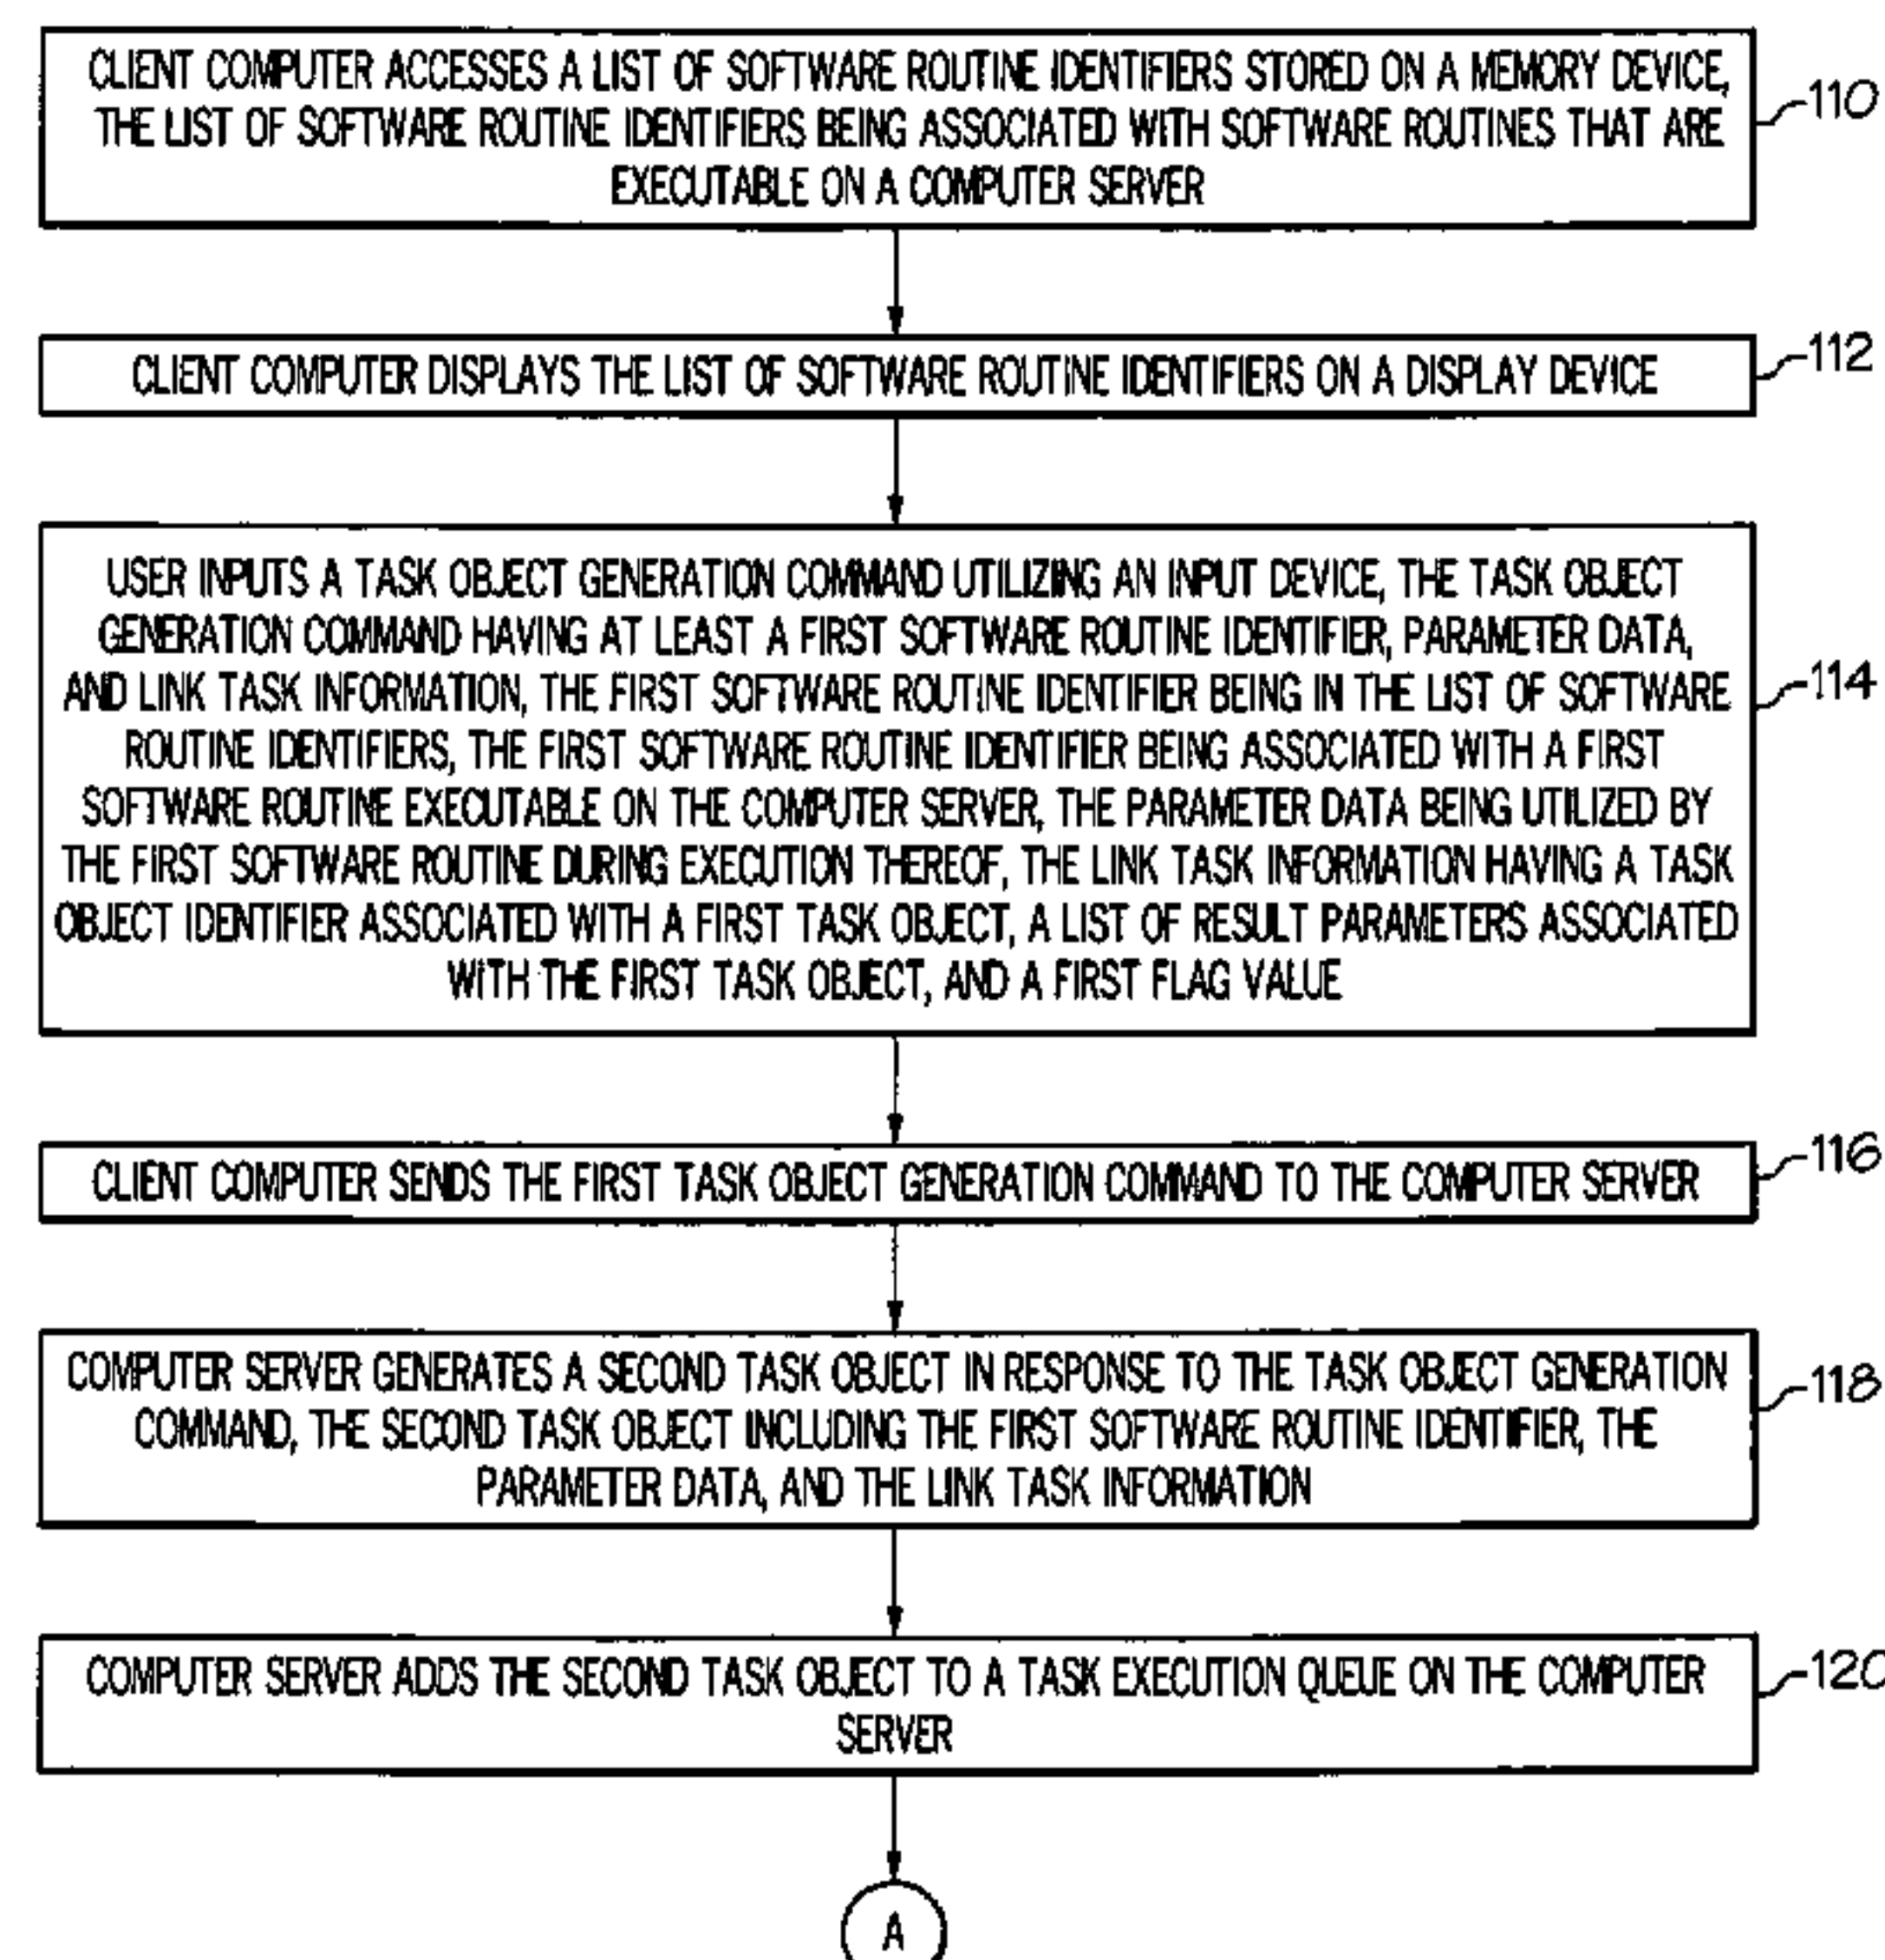 CLIENT COMPUTER ACCESSES A LIST OF SOFTWARE ROUTINE IDENTIFIERS STORED ON A MEMORY DEVICE,
THE LIST OF SOFTWARE ROUTINE IDENTIFIERS BEING ASSOCIATED WITH SOFTWARE ROUTINES THAT ARE
EXECUTABLE ON A COMPUTER SERVER
110
CLIENT COMPUTER DISPLAYS THE LIST OF SOFTWARE ROUTINE IDENTIFIERS ON A DISPLAY DEVICE
112
USER INPUTS A TASK OBJECT GENERATION COMMAND UTILIZING AN INPUT DEVICE, THE TASK OBJECT
GENERATION COMMAND HAVING AT LEAST A FIRST SOFTWARE ROUTINE IDENTIFIER, PARAMETER DATA,
AND LINK TASK INFORMATION, THE FIRST SOFTWARE ROUTINE IDENTIFIER BEING IN THE LIST OF SOFTWARE
ROUTINE IDENTIFIERS, THE FIRST SOFTWARE ROUTINE IDENTIFIER BEING ASSOCIATED WITH A FIRST
SOFTWARE ROUTINE EXECUTABLE ON THE COMPUTER SERVER, THE PARAMETER DATA BEING UTILIZED BY
THE FIRST SOFTWARE ROUTINE DURING EXECUTION THEREOF, THE LINK TASK INFORMATION HAVING A TASK
OBJECT IDENTIFIER ASSOCIATED WITH A FIRST TASK OBJECT, A LIST OF RESULT PARAMETERS ASSOCIATED
WITH THE FIRST TASK OBJECT, AND A FIRST FLAG VALUE
114
CLIENT COMPUTER SENDS THE FIRST TASK OBJECT GENERATION COMMAND TO THE COMPUTER SERVER
116
COMPUTER SERVER GENERATES A SECOND TASK OBJECT IN RESPONSE TO THE TASK OBJECT GENERATION
COMMAND, THE SECOND TASK OBJECT INCLUDING THE FIRST SOFTWARE ROUTINE IDENTIFIER, THE
PARAMETER DATA, AND THE LINK TASK INFORMATION
118
COMPUTER SERVER ADDS THE SECOND TASK OBJECT TO A TASK EXECUTION QUEUE ON THE COMPUTER
SERVER
120
A